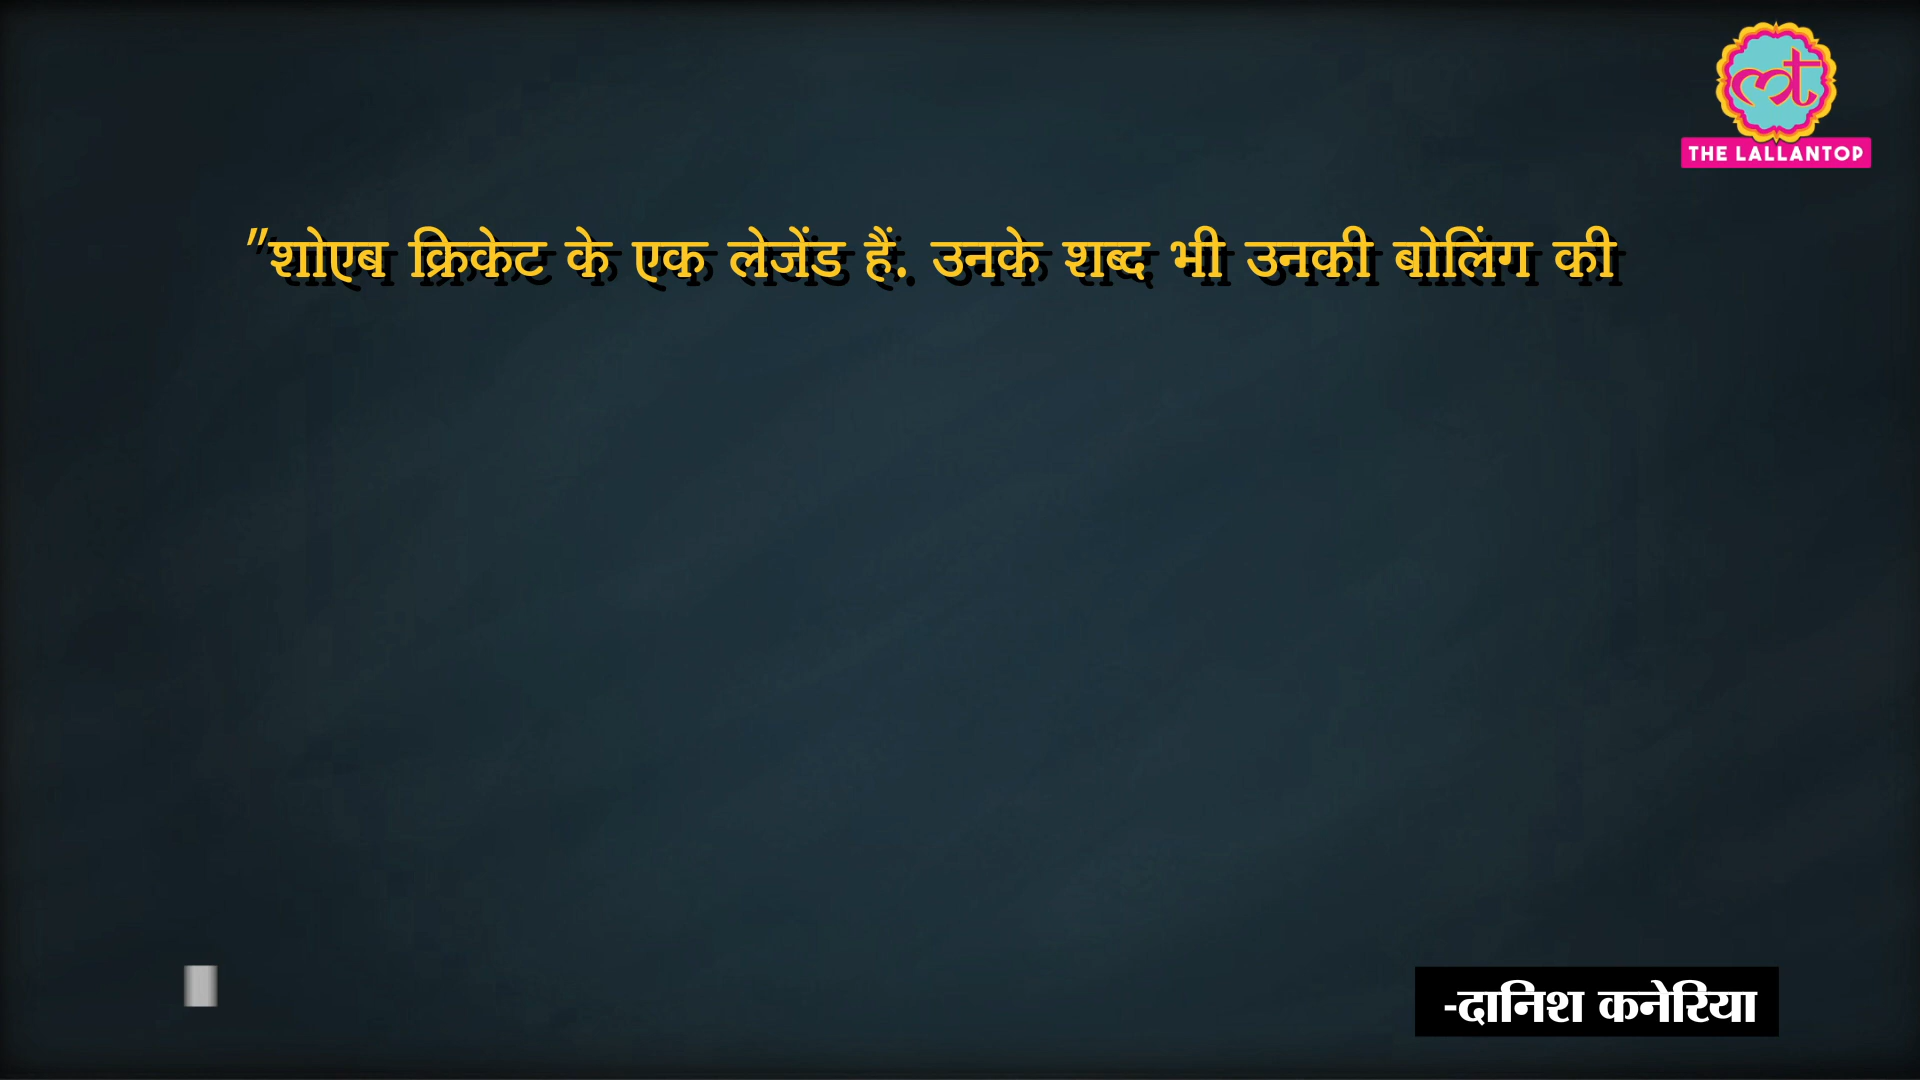 THE LALLANTOP
"शोएब क्रिकेट के एक लेजेंड हैं. उनके शब्द भी उनकी बोलिंग की
-दानिश कनेरिया